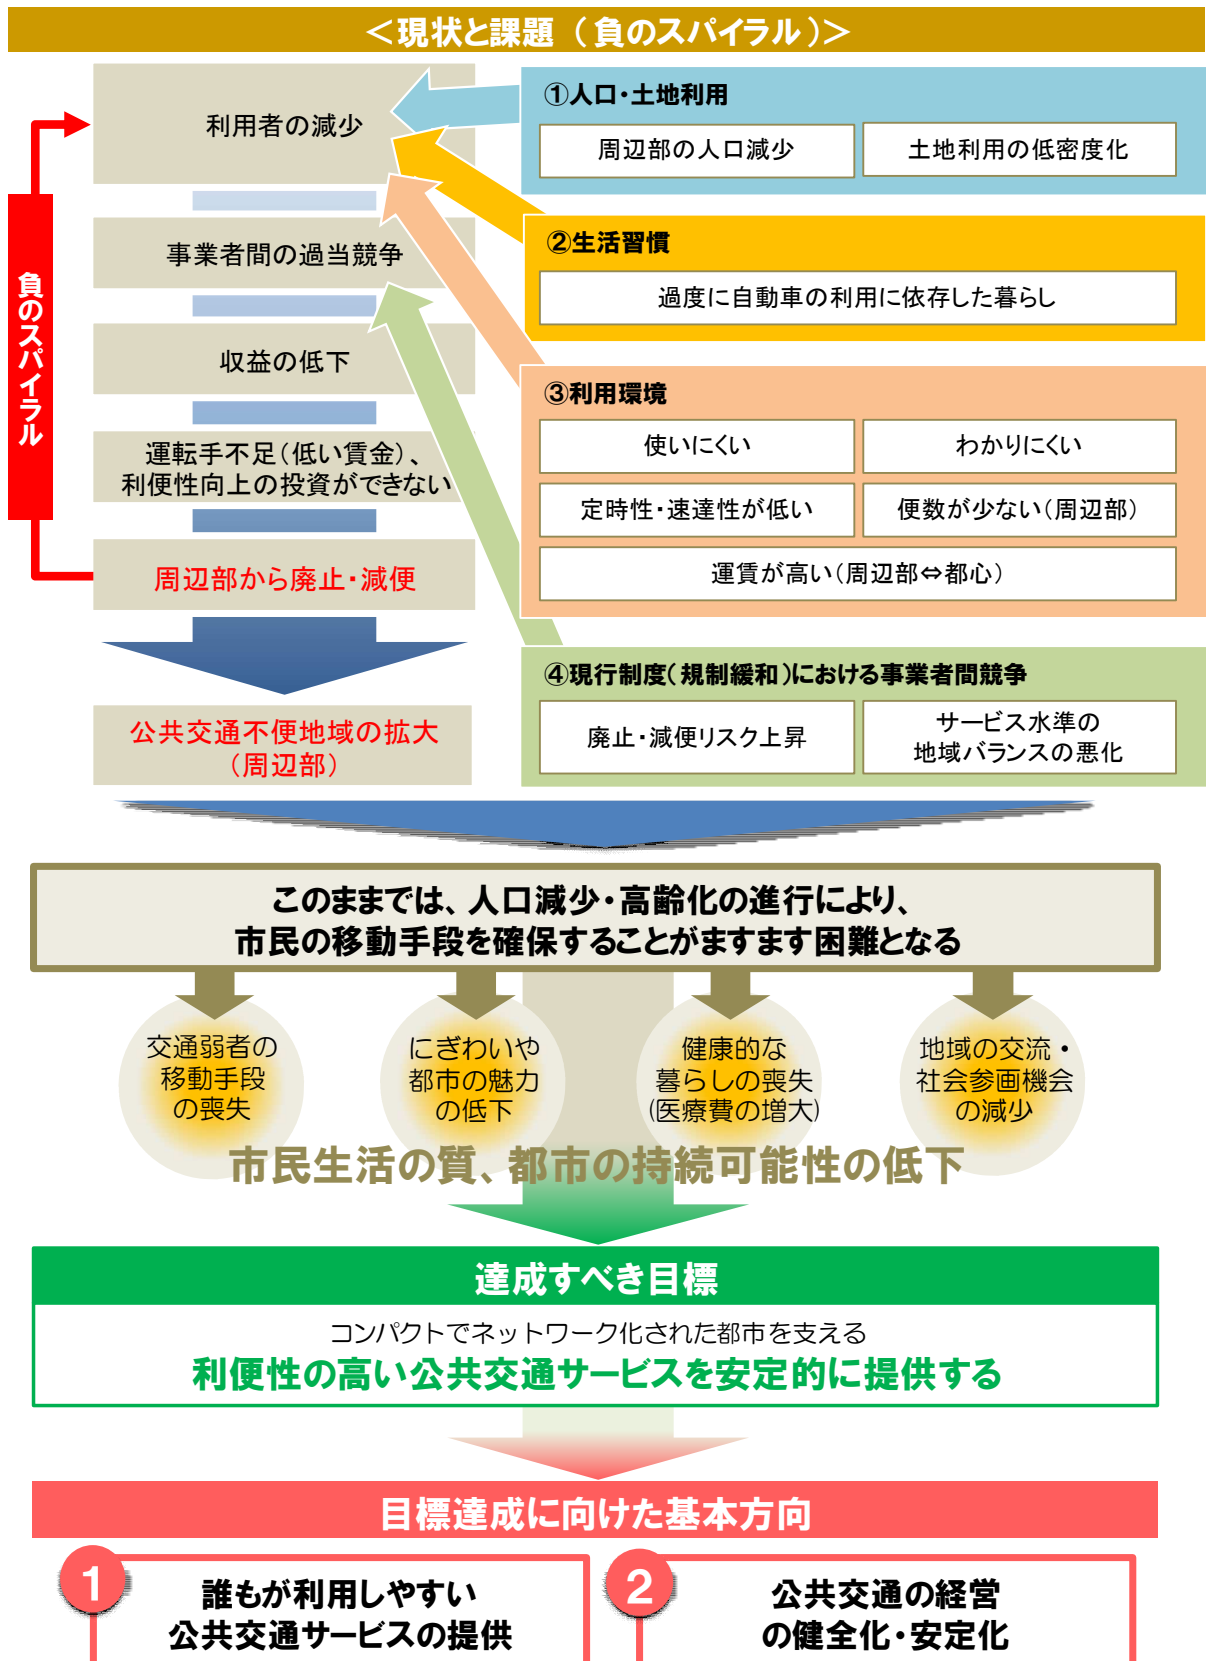 ＜現状と課題（負のスパイラル）＞
利用者の減少
事業者間の過当競争
収益の低下
運転手不足（低い賃金）、
利便性向上の投資ができない
周辺部から廃止・減便
負のスパイラル
公共交通不便地域の拡大
（周辺部）
①人口・土地利用
周辺部の人口減少
土地利用の低密度化
②生活習慣
過度に自動車の利用に依存した暮らし
③利用環境
使いにくい
わかりにくい
定時性・速達性が低い
便数が少ない（周辺部）
運賃が高い（周辺部⇔都心）
④現行制度（規制緩和）における事業者間競争
廃止・減便リスク上昇
サービス水準の
地域バランスの悪化
このままでは、人口減少・高齢化の進行により、
市民の移動手段を確保することがますます困難となる
交通弱者の
移動手段
の喪失
にぎわいや
都市の魅力
の低下
健康的な
暮らしの喪失
(医療費の増大)
地域の交流・
社会参画機会
の減少
市民生活の質、都市の持続可能性の低下
達成すべき目標
コンパクトでネットワーク化された都市を支える
利便性の高い公共交通サービスを安定的に提供する
目標達成に向けた基本方向
1
誰もが利用しやすい
公共交通サービスの提供
2
公共交通の経営
の健全化・安定化